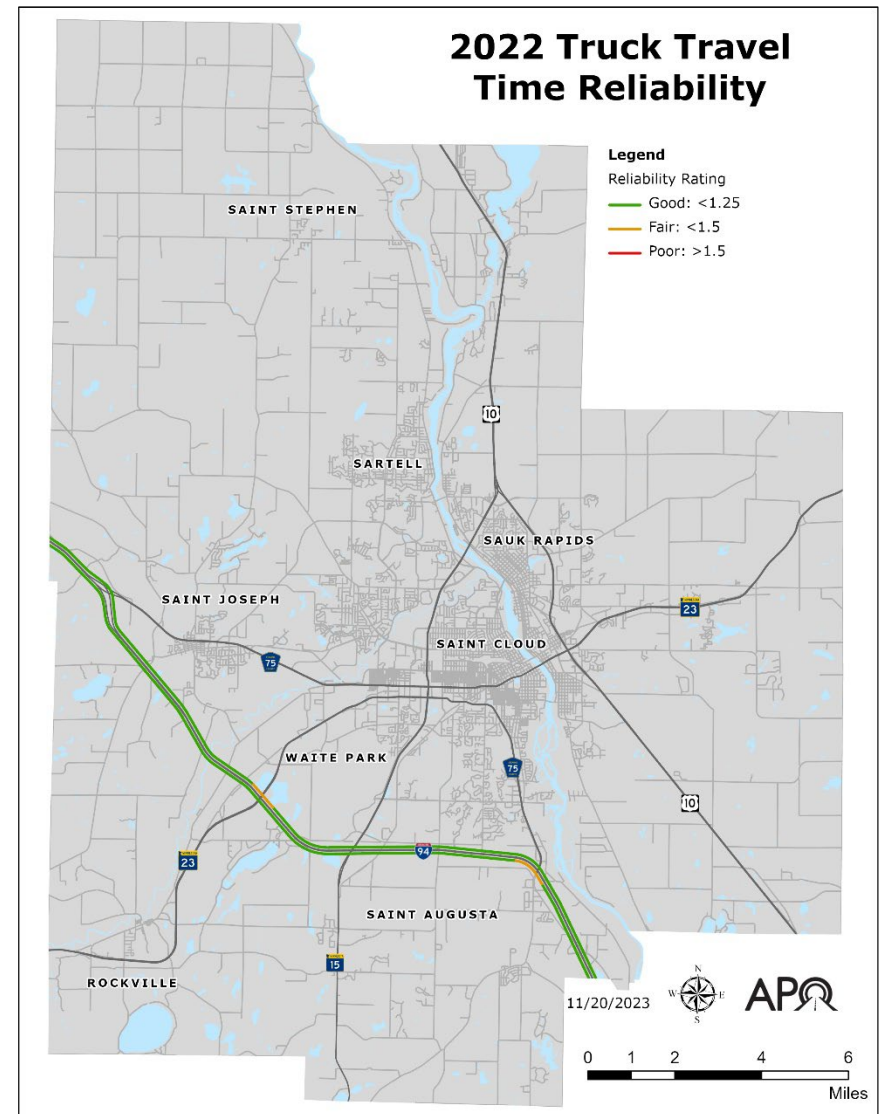 2022 Truck Travel
Time Reliability
Legend
Reliability Rating
Good: <1.25
Fair: <1.5
Poor: >1.5
SAINT STEPHEN
10
SARTELL
SAUK RAPIDS
SAINT JOSEPH
23
SAINT CLOUD
75
WAITE PARK
75
10
23
94
SAINT AUGUSTA
15
ROCKVILLE
N
W E
S
11/20/2023
APO
0 1 2 4 6
Miles